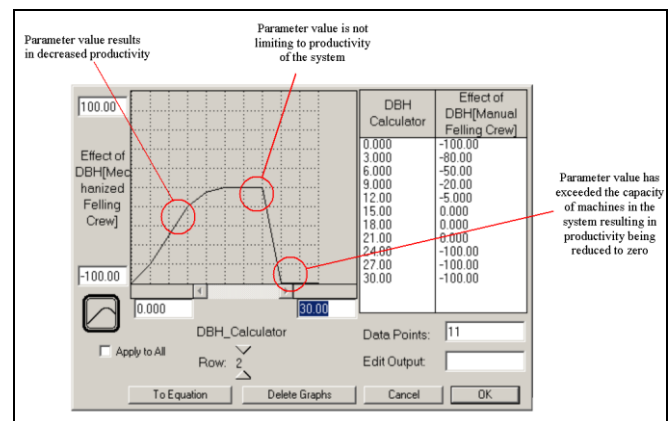 Parameter value results
in decreased productivity
Parameter value is not
limiting to productivity
of the system
100.00
Effect of
DBH[Mec
hanized
Felling
Crew]
-100.00
0.000
30.00
DBH_Calculator
Row: 2
Apply to All
DBH
Calculator
Effect of
DBH[Manual
Felling Crew]
0.000 -100.00
3.000 -80.00
6.000 -50.00
9.000 -20.00
12.00 -5.000
15.00 0.000
18.00 0.000
21.00 0.000
24.00 -100.00
27.00 -100.00
30.00 -100.00
Parameter value has
exceeded the capacity
of machines in the
system resulting in
productivity being
reduced to zero
Data Points: 11
Edit Output:
To Equation
Delete Graphs
Cancel
OK